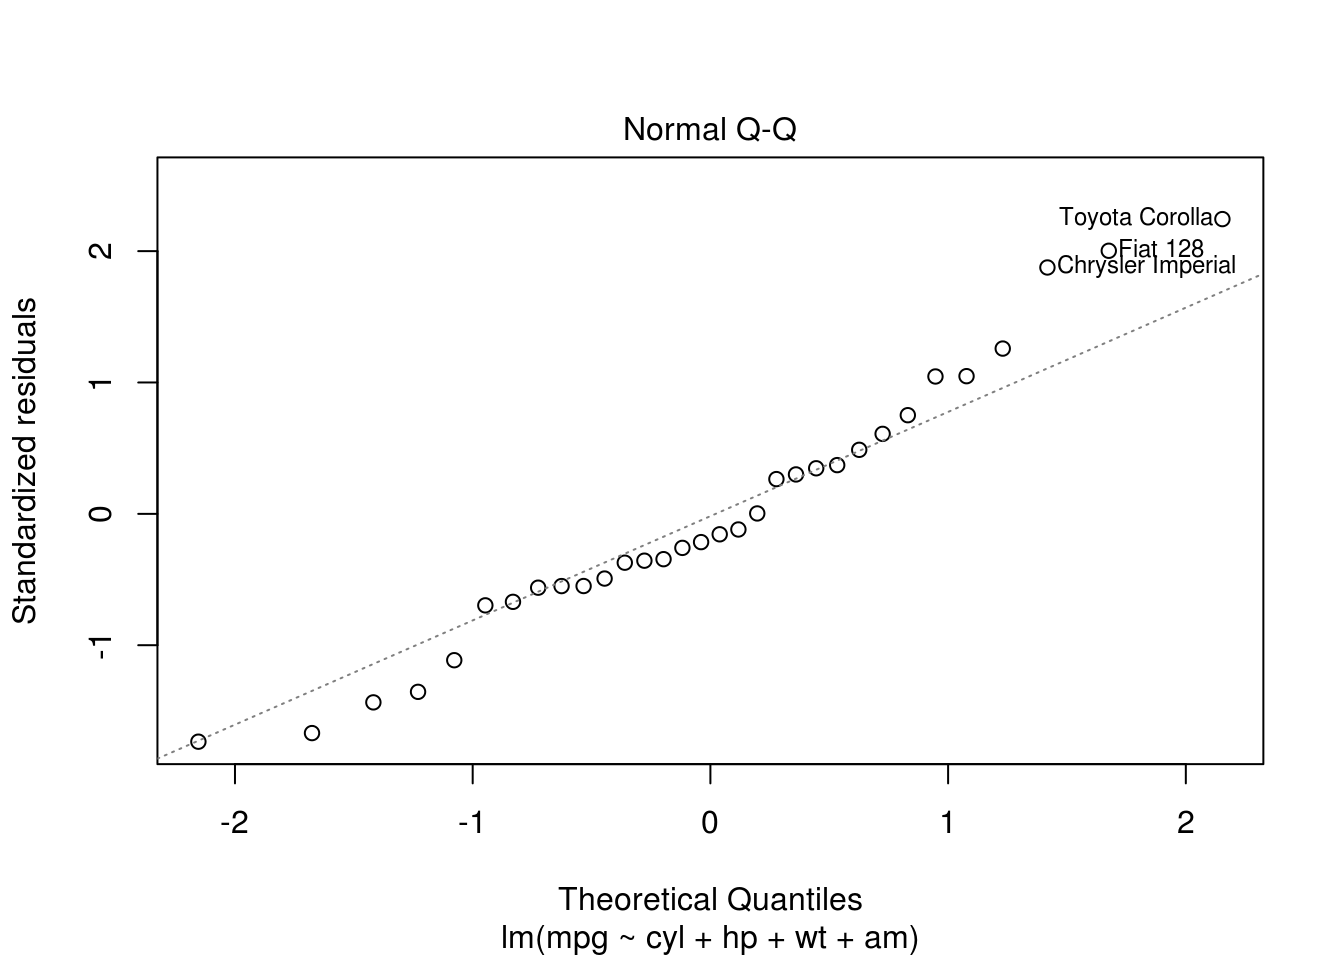 Normal Q-Q
Standardized residuals
2
1
0
-1
Toyota Corolla
Fiat 128
Chrysler Imperial
-2 -1 0 1 2
Theoretical Quantiles
lm(mpg ~ cyl + hp + wt + am)